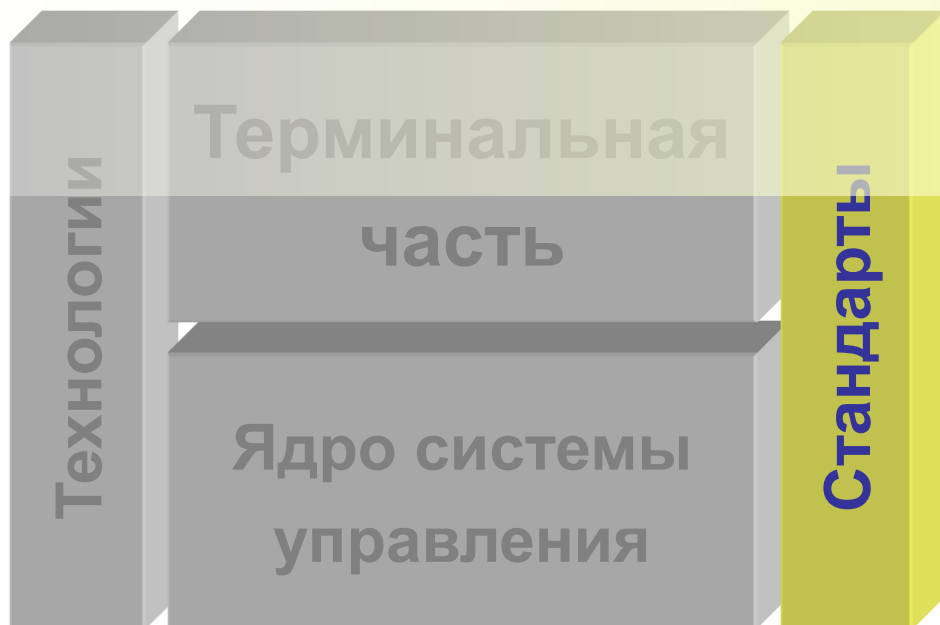 Технологии
Терминальная
часть
Ядро системы
управления
Стандарты